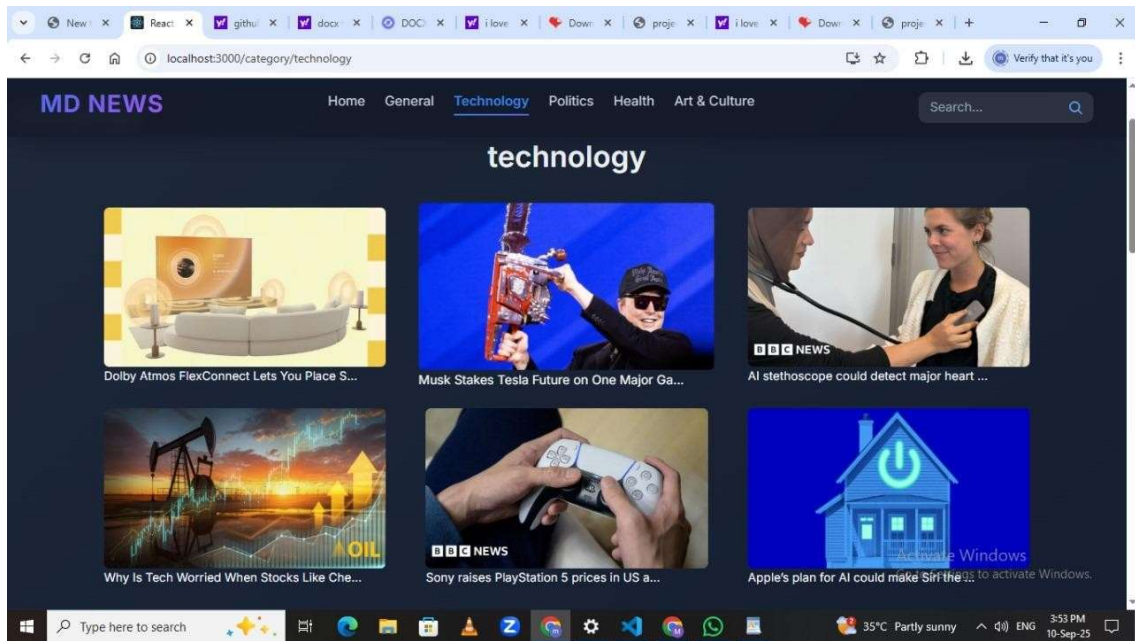 New
React
githu
docx
DOC
i love
Down
proje
i love
Down
proje
localhost:3000/category/technology
Verify that it's you
MD NEWS
Home General Technology Politics Health Art & Culture
Search...
technology
BBC NEWS
Dolby Atmos FlexConnect Lets You Place S...
Musk Stakes Tesla Future on One Major Ga...
AI stethoscope could detect major heart ...
OIL
BBC NEWS
Why Is Tech Worried When Stocks Like Che...
Sony raises PlayStation 5 prices in US a...
Apple's plan for AI could make Siri the ...
Activate Windows
Go to Settings to activate Windows.
Type here to search
35°C Partly sunny
ENG
3:53 PM
10-Sep-25